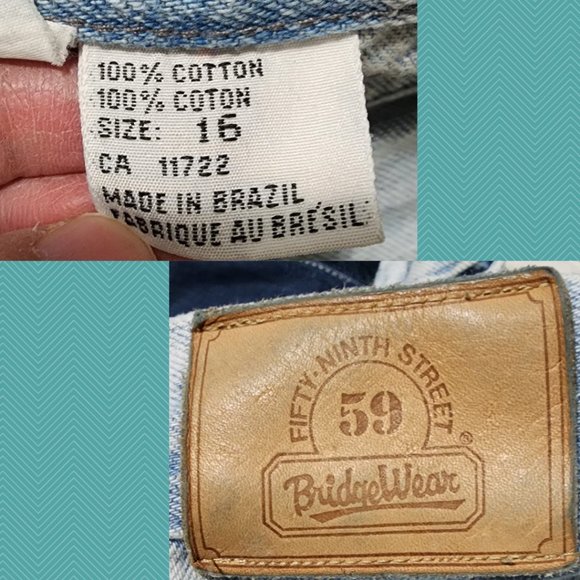 100% COTTON
100% COTON
SIZE: 16
CA 11722
MADE IN BRAZIL
FABRIQUE AU BRÉSIL
FIFTY-NINTH STREET
59
®
BridgeWear